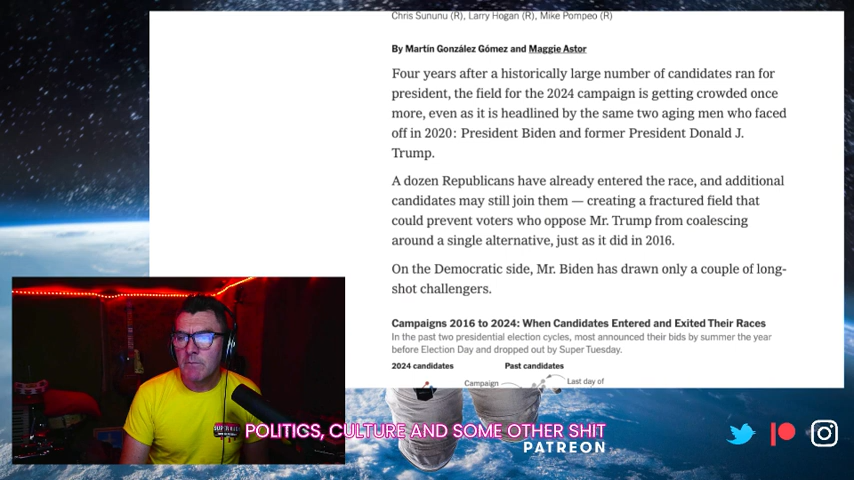 Chris Sununu (R), Larry Hogan (R), Mike Pompeo (R)
By Martín González Gómez and Maggie Astor
Four years after a historically large number of candidates ran for
president, the field for the 2024 campaign is getting crowded once
more, even as it is headlined by the same two aging men who faced
off in 2020: President Biden and former President Donald J.
Trump.
A dozen Republicans have already entered the race, and additional
candidates may still join them — creating a fractured field that
could prevent voters who oppose Mr. Trump from coalescing
around a single alternative, just as it did in 2016.
On the Democratic side, Mr. Biden has drawn only a couple of long-
shot challengers.
Campaigns 2016 to 2024: When Candidates Entered and Exited Their Races
In the past two presidential election cycles, most announced their bids by summer the year
before Election Day and dropped out by Super Tuesday.
2024 candidates Past candidates
Campaign Last day of
POLITICS, CULTURE AND SOME OTHER SHIT
PATREON